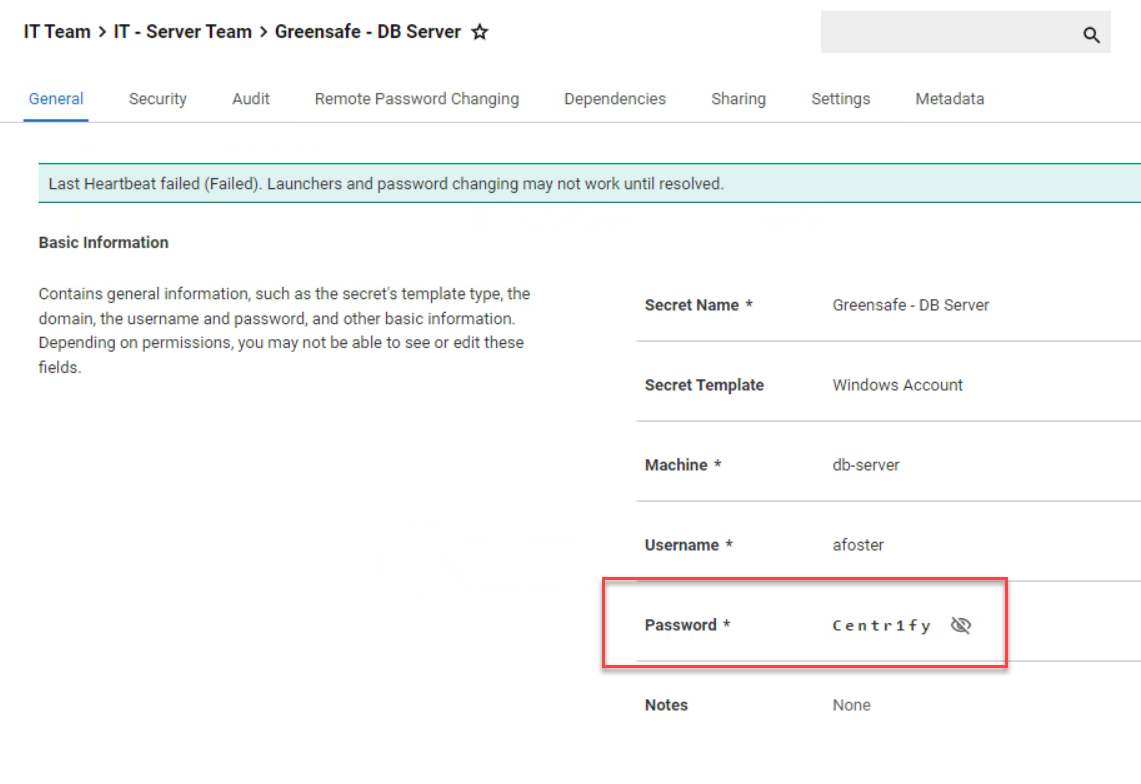 IT Team > IT - Server Team > Greensafe - DB Server
General Security Audit Remote Password Changing Dependencies Sharing Settings Metadata
Last Heartbeat failed (Failed). Launchers and password changing may not work until resolved.
Basic Information
Contains general information, such as the secret's template type, the
domain, the username and password, and other basic information.
Depending on permissions, you may not be able to see or edit these
fields.
Secret Name * Greensafe - DB Server
Secret Template Windows Account
Machine * db-server
Username * afoster
Password * Centr1fy
Notes None